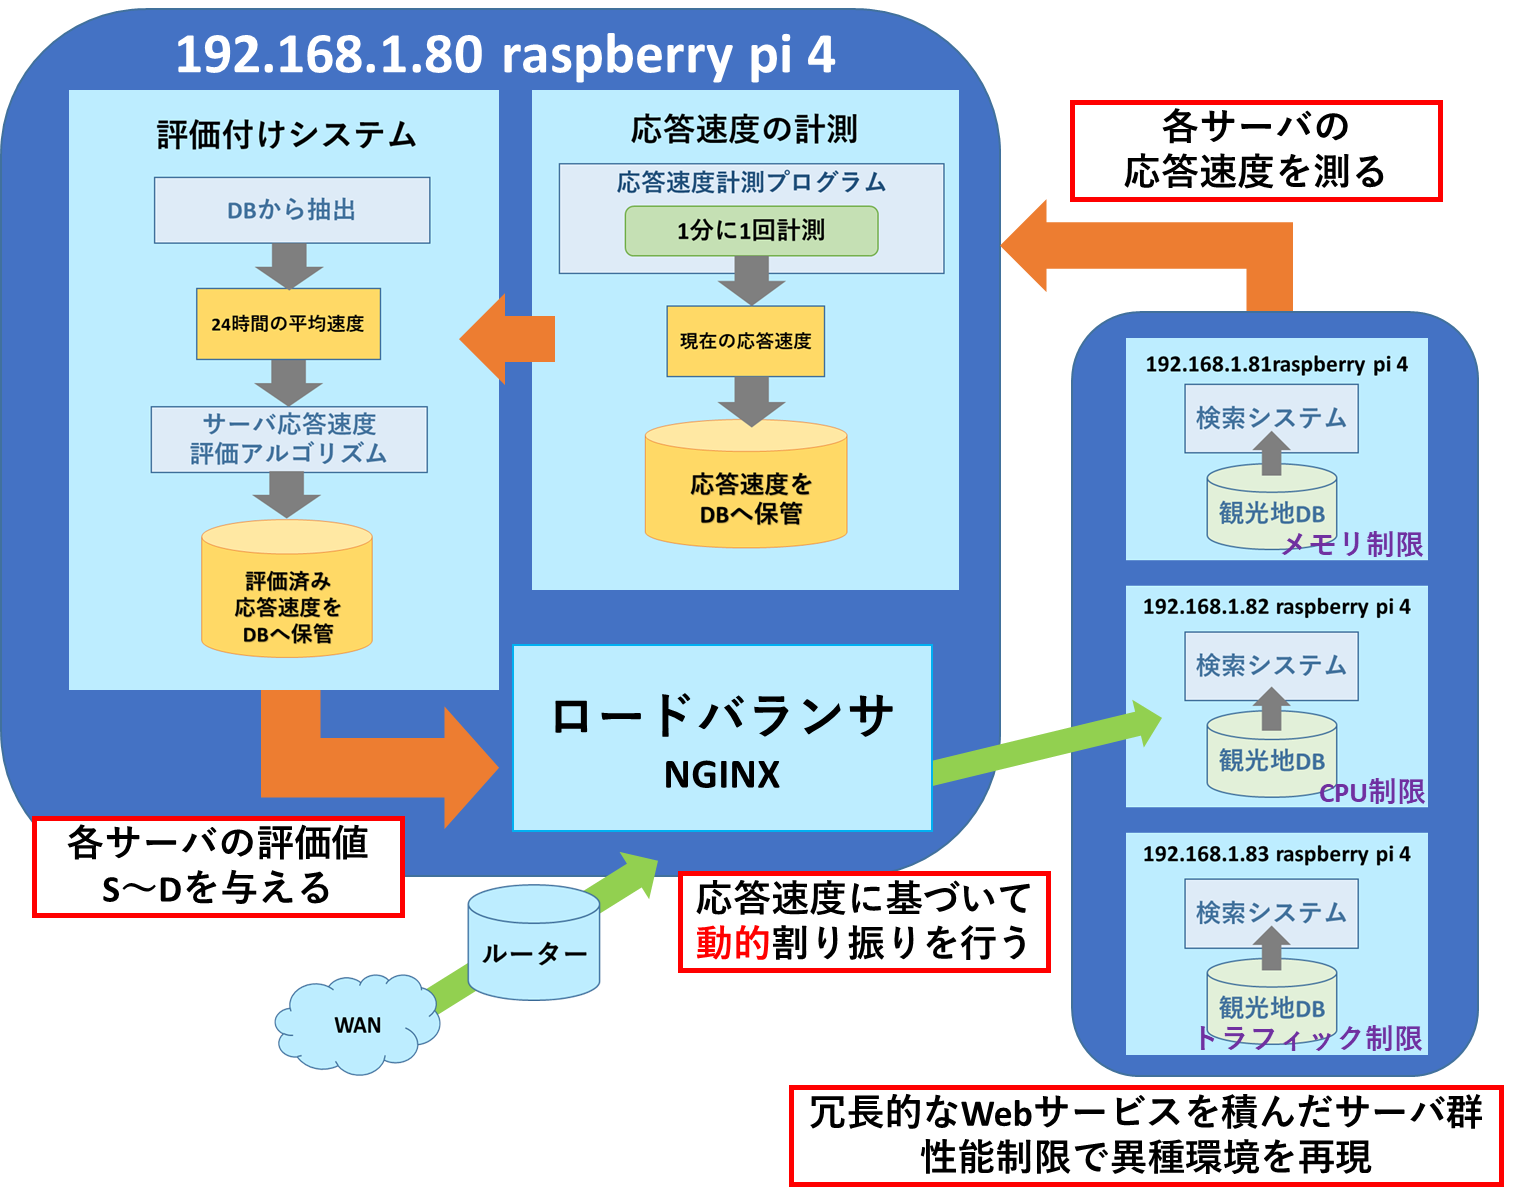 192.168.1.80 raspberry pi 4
評価付けシステム
DBから抽出
24時間の平均速度
サーバ応答速度
評価アルゴリズム
評価済み
応答速度を
DBへ保管
応答速度の計測
応答速度計測プログラム
1分に1回計測
現在の応答速度
応答速度を
DBへ保管
各サーバの
応答速度を測る
192.168.1.81raspberry pi 4
検索システム
観光地DB
メモリ制限
192.168.1.82 raspberry pi 4
検索システム
観光地DB
CPU制限
192.168.1.83 raspberry pi 4
検索システム
観光地DB
トラフィック制限
ロードバランサ
NGINX
各サーバの評価値
S～Dを与える
応答速度に基づいて
動的割り振りを行う
ルーター
WAN
冗長的なWebサービスを積んだサーバ群
性能制限で異種環境を再現